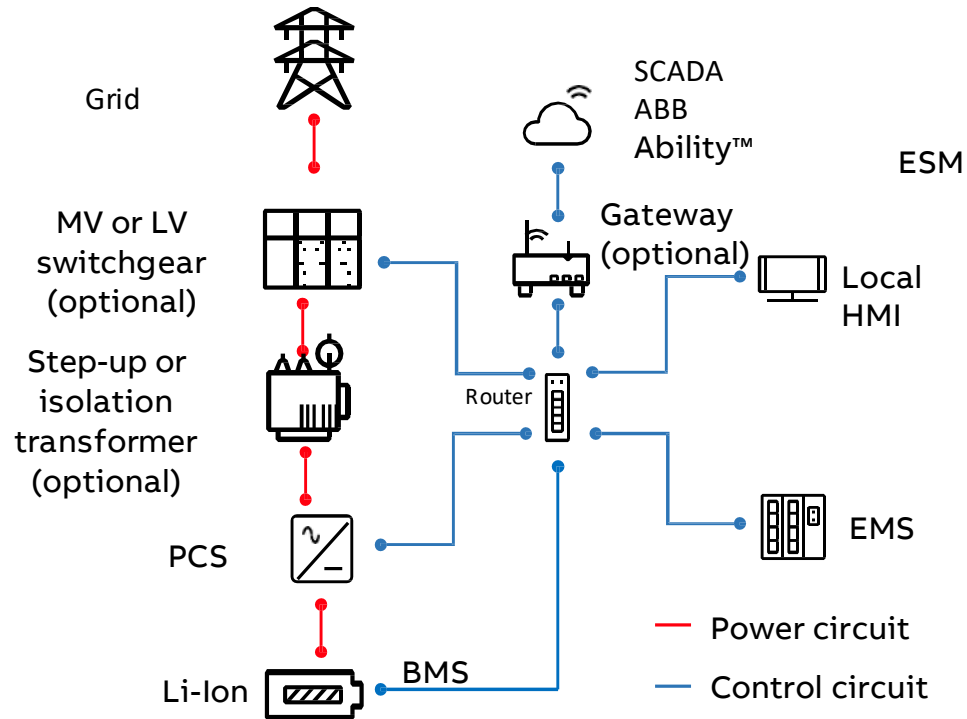 Grid
SCADA
ABB
Ability™
ESM
MV or LV
switchgear
(optional)
Gateway
(optional)
Local
HMI
Step-up or
isolation
transformer
(optional)
Router
PCS
EMS
Li-Ion
BMS
Power circuit
Control circuit